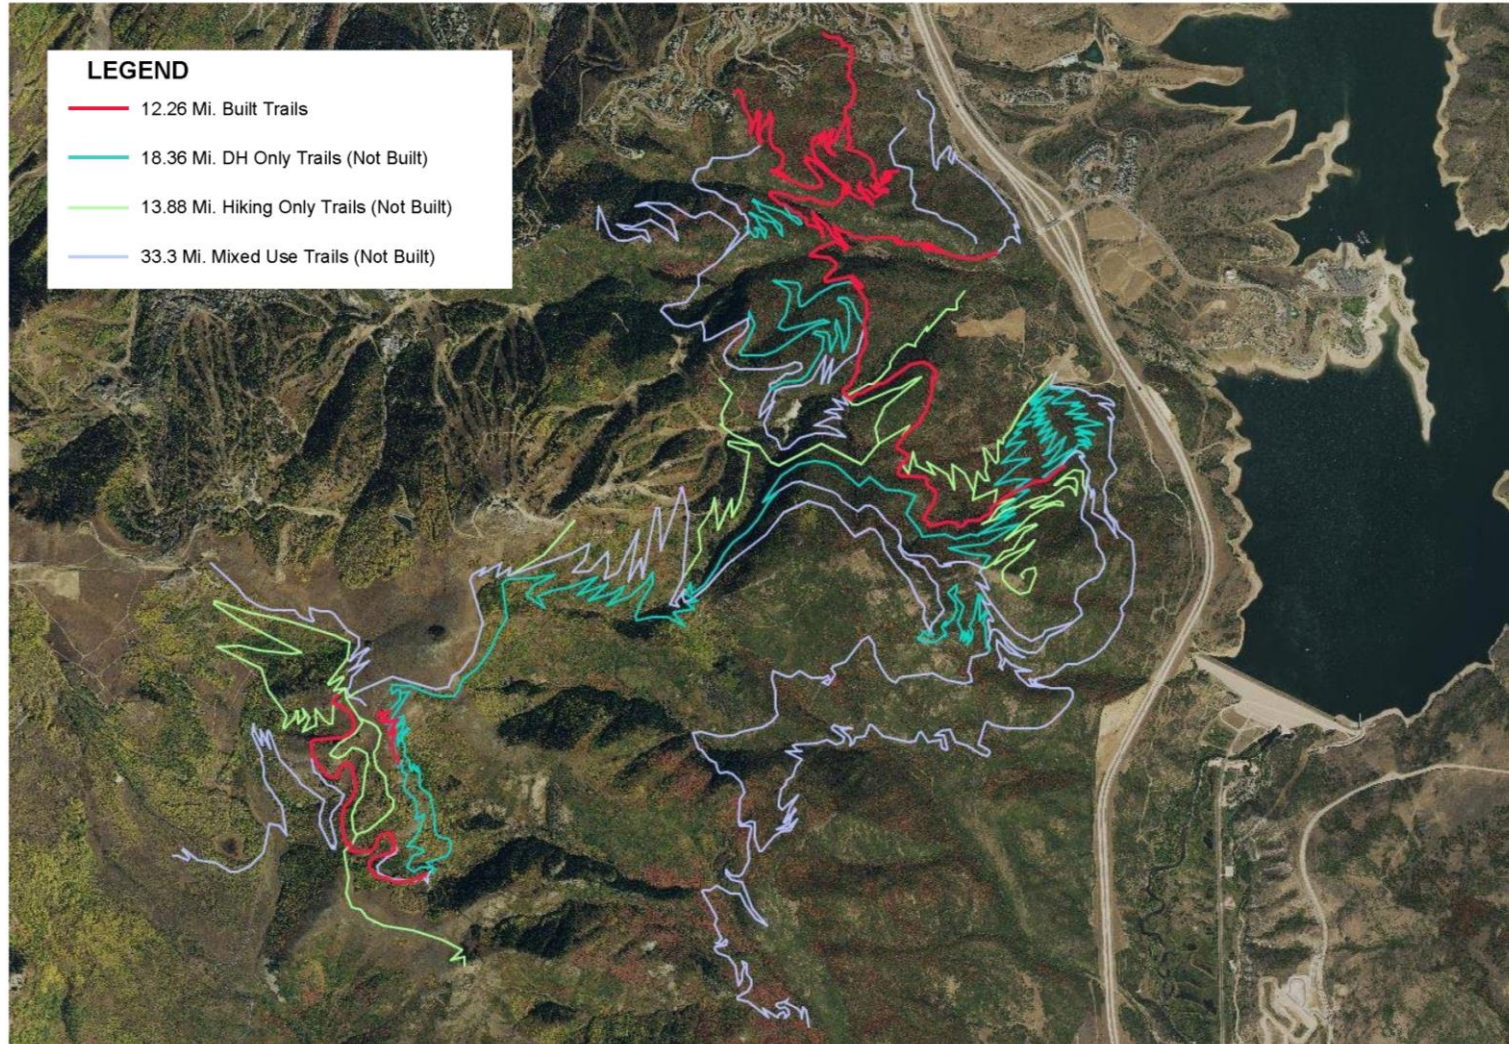 LEGEND
12.26 Mi. Built Trails
18.36 Mi. DH Only Trails (Not Built)
13.88 Mi. Hiking Only Trails (Not Built)
33.3 Mi. Mixed Use Trails (Not Built)